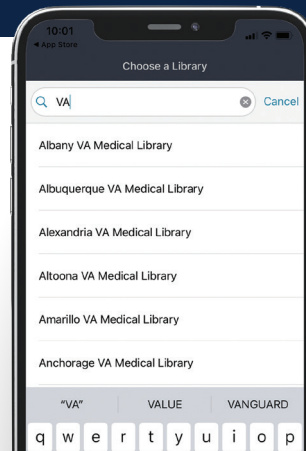 10:01
◀ App Store
Choose a Library
VA
Cancel
Albany VA Medical Library
Albuquerque VA Medical Library
Alexandria VA Medical Library
Altoona VA Medical Library
Amarillo VA Medical Library
Anchorage VA Medical Library
“VA” VALUE VANGUARD
q w e r t y u i o p